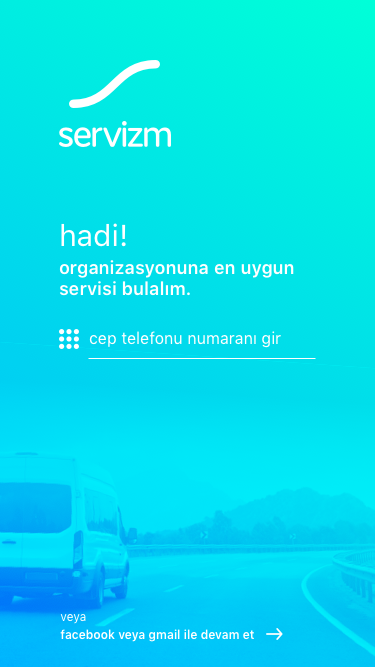 servizm
hadi!
organizasyonuna en uygun
servisi bulalım.
cep telefonu numaranı gir
veya
facebook veya gmail ile devam et